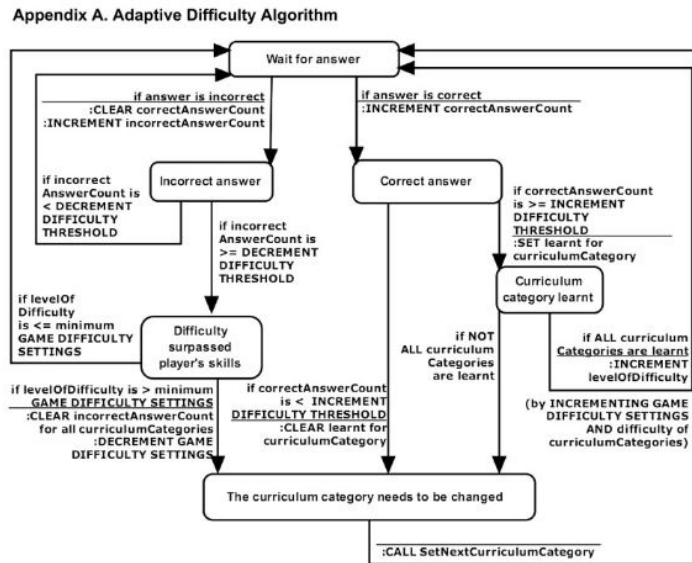 Appendix A. Adaptive Difficulty Algorithm
Wait for answer
if answer is incorrect
:CLEAR correctAnswerCount
:INCREMENT incorrectAnswerCount
if answer is correct
:INCREMENT correctAnswerCount
if incorrect
AnswerCount is
< DECREMENT
DIFFICULTY
THRESHOLD
Incorrect answer
Correct answer
if incorrect
AnswerCount is
>= DECREMENT
DIFFICULTY
THRESHOLD
if correctAnswerCount
is >= INCREMENT
DIFFICULTY
THRESHOLD
:SET learnt for
curriculumCategory
Curriculum
category learnt
if levelOf
Difficulty
is <= minimum
GAME DIFFICULTY
SETTINGS
Difficulty
surpassed
player's skills
if NOT
ALL curriculum
Categories
are learnt
if ALL curriculum
Categories are learnt
:INCREMENT
levelOfDifficulty
(by INCREMENTING GAME
DIFFICULTY SETTINGS
AND difficulty of
curriculumCategories)
if levelOfDifficulty is > minimum
GAME DIFFICULTY SETTINGS
:CLEAR incorrectAnswerCount
for all curriculumCategories
:DECREMENT GAME
DIFFICULTY SETTINGS
if correctAnswerCount
is < INCREMENT
DIFFICULTY THRESHOLD
:CLEAR learnt for
curriculumCategory
The curriculum category needs to be changed
:CALL SetNextCurriculumCategory